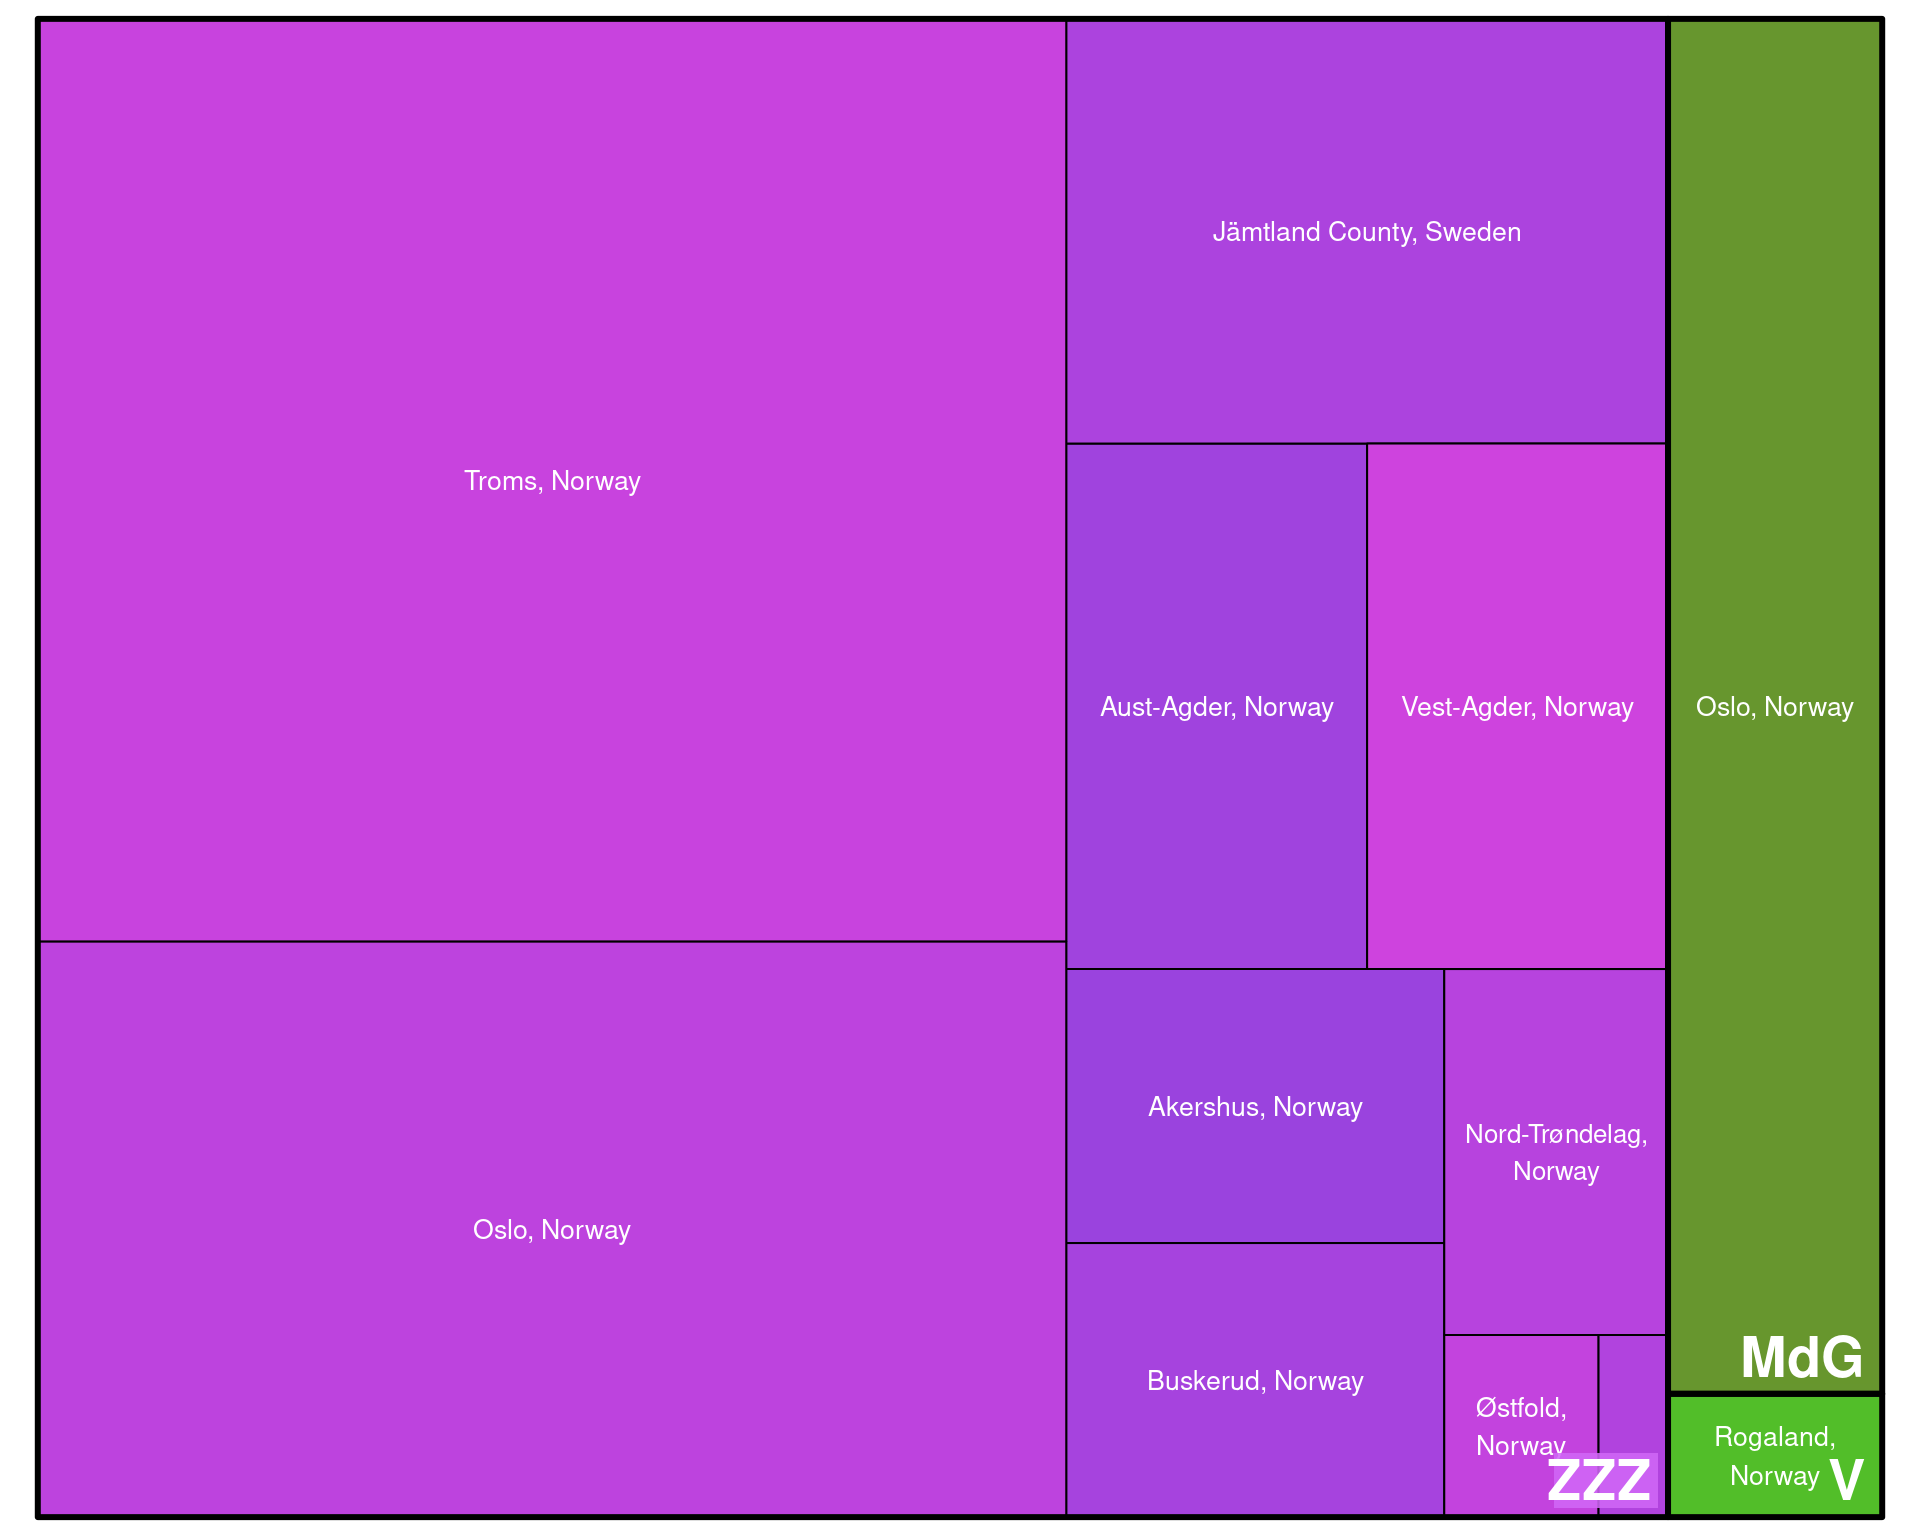 Troms, Norway
Oslo, Norway
Jämtland County, Sweden
Aust-Agder, Norway
Vest-Agder, Norway
Akershus, Norway
Buskerud, Norway
Nord-Trøndelag,
Norway
Østfold,
Norway
ZZZ
Oslo, Norway
MdG
Rogaland,
Norway
V